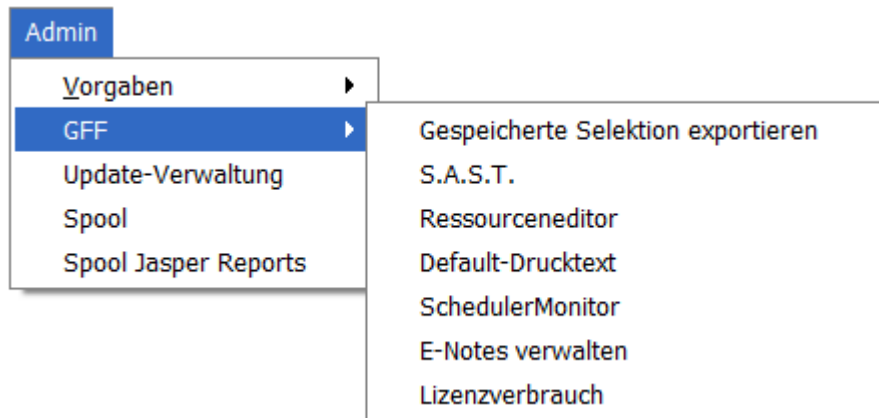 Admin
Vorgaben
GFF
Update-Verwaltung
Spool
Spool Jasper Reports
Gespeicherte Selektion exportieren
S.A.S.T.
Ressourceneditor
Default-Drucktext
SchedulerMonitor
E-Notes verwalten
Lizenzverbrauch